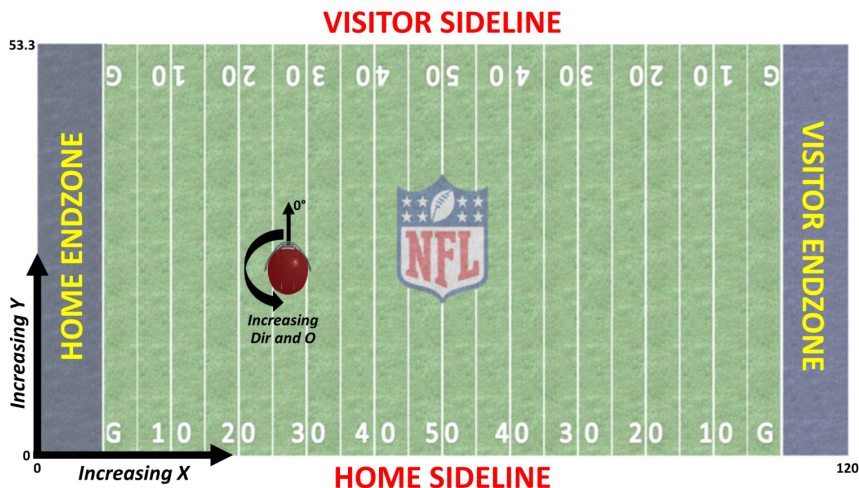 VISITOR SIDELINE
53.3
G 10 20 30 40 50 40 30 20 10 G
HOME ENDZONE
VISITOR ENDZONE
0°
NFL
Increasing
Dir and O
Increasing Y
G 10 20 30 40 50 40 30 20 10 G
0
0
Increasing X
HOME SIDELINE
120